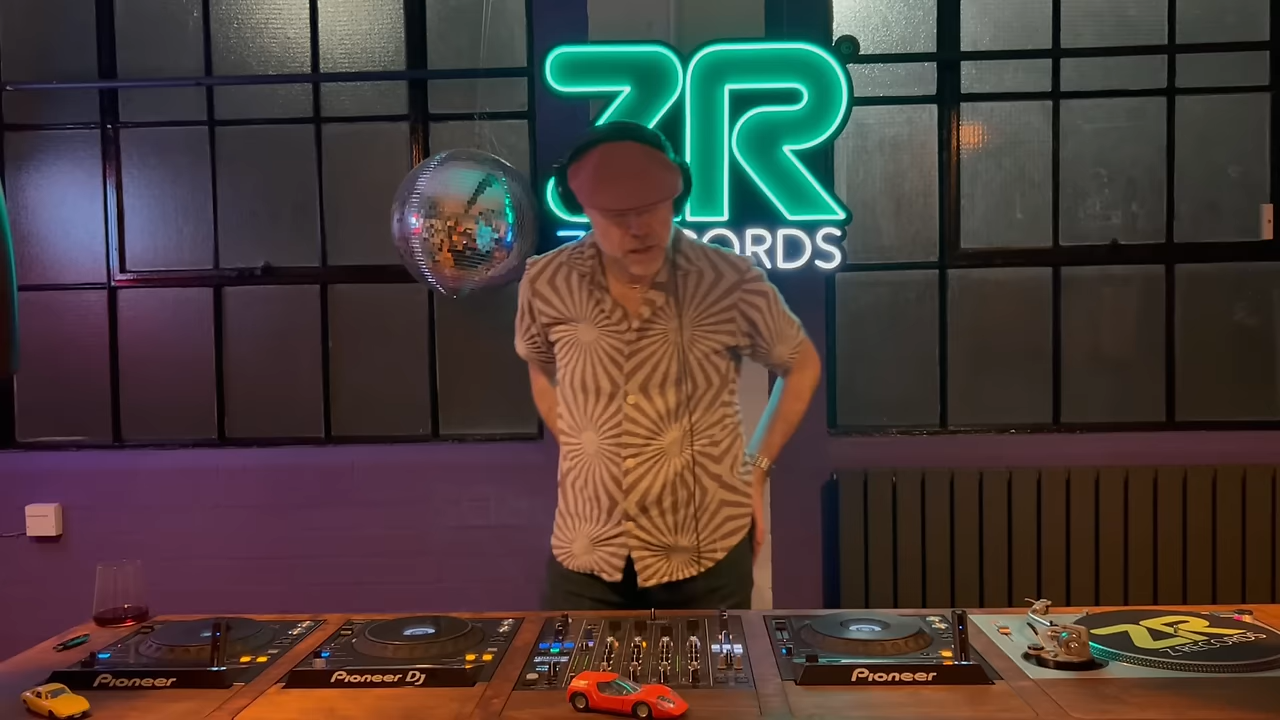 ZR
Z RECORDS
Pioneer
Pioneer DJ
Pioneer
ZR
Z RECORDS